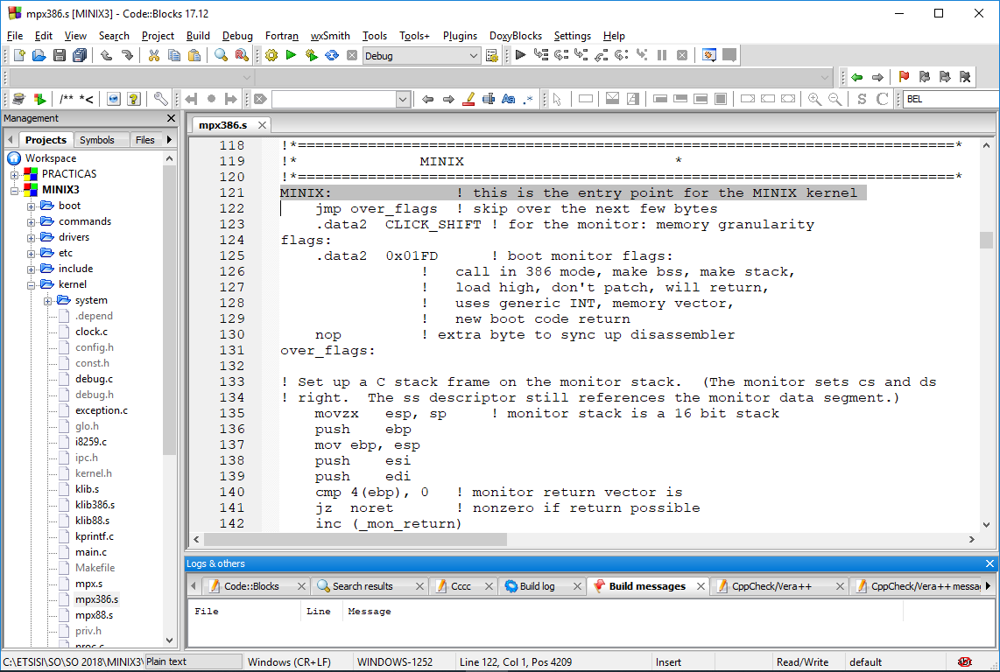 mpx386.s [MINIX3] - Code::Blocks 17.12
File Edit View Search Project Build Debug Fortran wxSmith Tools Tools+ Plugins DoxyBlocks Settings Help
Debug
/** *<
S C BEL
Management
Projects Symbols Files
Workspace
PRACTICAS
MINIX3
boot
commands
drivers
etc
include
kernel
system
.depend
clock.c
config.h
const.h
debug.c
debug.h
exception.c
glo.h
i8259.c
ipc.h
kernel.h
klib.s
klib386.s
klib88.s
kprintf.c
main.c
Makefile
mpx.s
mpx386.s
mpx88.s
priv.h
proc.c
mpx386.s
118 !*===========================================================================*
119 !* MINIX *
120 !*===========================================================================*
121 MINIX: ! this is the entry point for the MINIX kernel
122 jmp over_flags ! skip over the next few bytes
123 .data2 CLICK_SHIFT ! for the monitor: memory granularity
124 flags:
125 .data2 0x01FD ! boot monitor flags:
126 ! call in 386 mode, make bss, make stack,
127 ! load high, don't patch, will return,
128 ! uses generic INT, memory vector,
129 ! new boot code return
130 nop ! extra byte to sync up disassembler
131 over_flags:
132
133 ! Set up a C stack frame on the monitor stack. (The monitor sets cs and ds
134 ! right. The ss descriptor still references the monitor data segment.)
135 movzx esp, sp ! monitor stack is a 16 bit stack
136 push ebp
137 mov ebp, esp
138 push esi
139 push edi
140 cmp 4(ebp), 0 ! monitor return vector is
141 jz noret ! nonzero if return possible
142 inc (_mon_return)
Logs & others
Code::Blocks Search results Cccc Build log Build messages CppCheck/Vera++ CppCheck/Vera++ messag
File Line Message
C:\ETSISI\SO\SO 2018\MINIX3\ Plain text Windows (CR+LF) WINDOWS-1252 Line 122, Col 1, Pos 4209 Insert Read/Write default